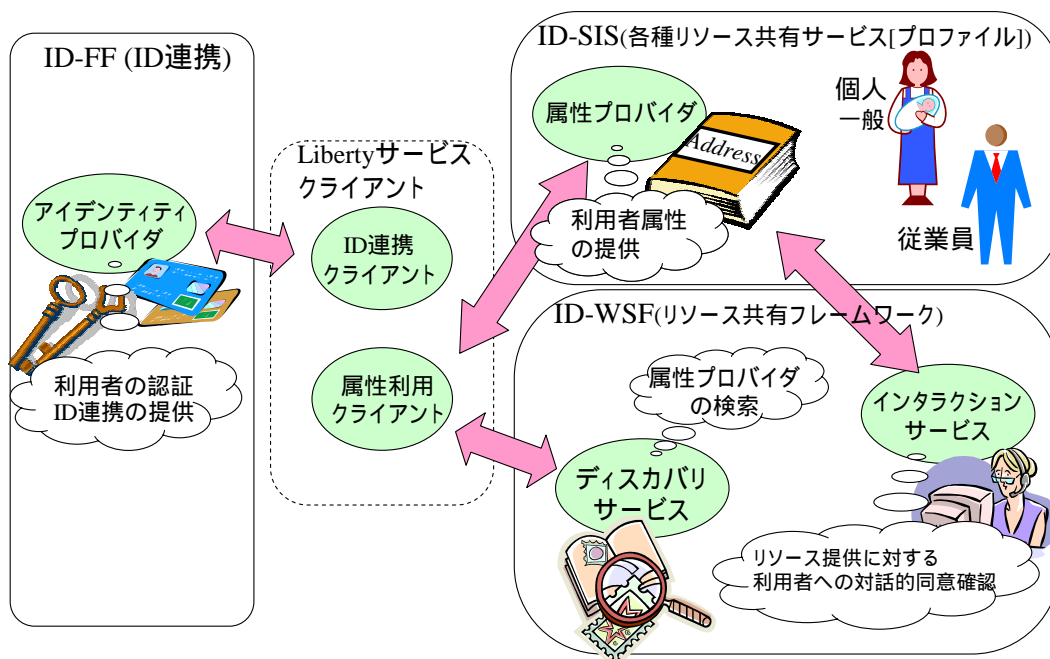 ID-FF (ID連携)
アイデンティティ
プロバイダ
利用者の認証
ID連携の提供
Libertyサービス
クライアント
ID連携
クライアント
属性利用
クライアント
ID-SIS(各種リソース共有サービス[プロファイル])
属性プロバイダ
Address
利用者属性
の提供
個人
一般
従業員
ID-WSF(リソース共有フレームワーク)
属性プロバイダ
の検索
ディスカバリ
サービス
インタラクション
サービス
リソース提供に対する
利用者への対話的同意確認